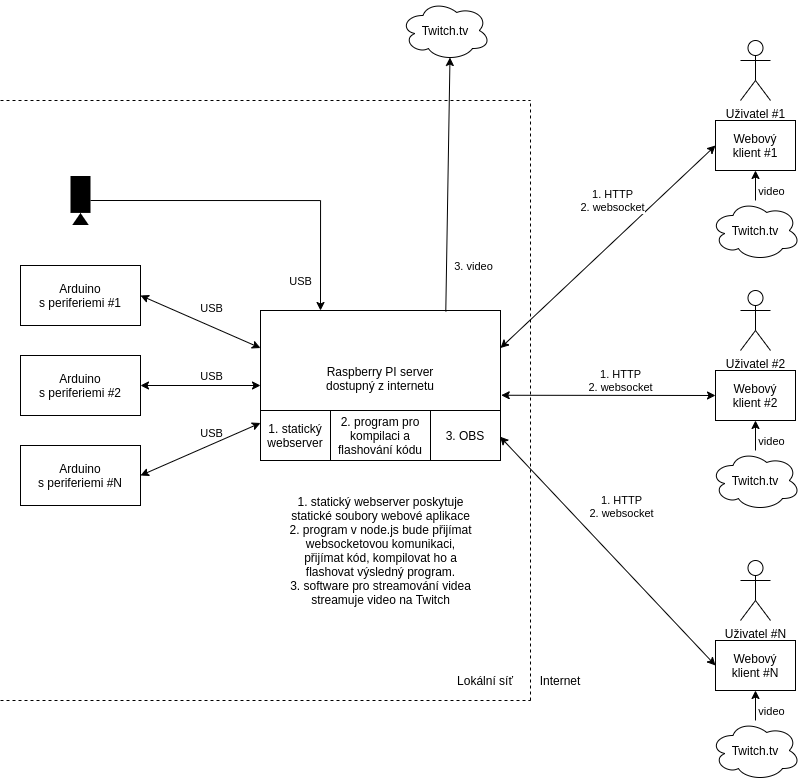 Twitch.tv
Uživatel #1
Webový
klient #1
video
Twitch.tv
1. HTTP
2. websocket
3. video
USB
Arduino
s periferiemi #1
USB
Arduino
s periferiemi #2
USB
Arduino
s periferiemi #N
USB
Raspberry PI server
dostupný z internetu
1. statický
webserver
2. program pro
kompilaci a
flashování kódu
3. OBS
1. HTTP
2. websocket
Uživatel #2
Webový
klient #2
video
Twitch.tv
1. HTTP
2. websocket
1. statický webserver poskytuje
statické soubory webové aplikace
2. program v node.js bude přijímat
websocketovou komunikaci,
přijímat kód, kompilovat ho a
flashovat výsledný program.
3. software pro streamování videa
streamuje video na Twitch
Uživatel #N
Webový
klient #N
video
Twitch.tv
Lokální síť
Internet